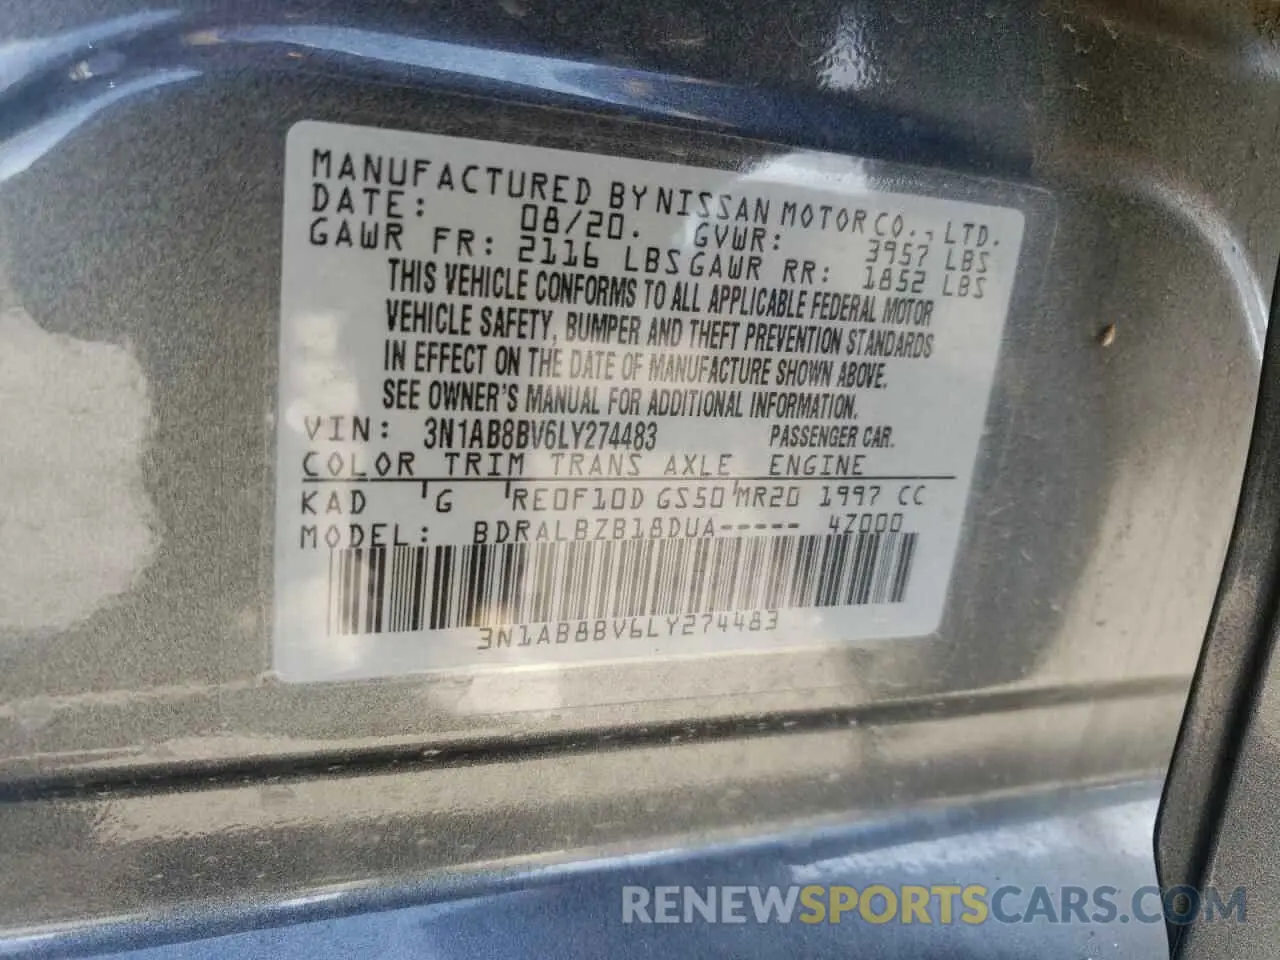 MANUFACTURED BY NISSAN MOTOR CO., LTD.
DATE: 08/20. GVWR: 3957 LBS
GAWR FR: 2116 LBS GAWR RR: 1852 LBS
THIS VEHICLE CONFORMS TO ALL APPLICABLE FEDERAL MOTOR
VEHICLE SAFETY, BUMPER AND THEFT PREVENTION STANDARDS
IN EFFECT ON THE DATE OF MANUFACTURE SHOWN ABOVE.
SEE OWNER'S MANUAL FOR ADDITIONAL INFORMATION.
VIN: 3N1AB8BV6LY274483 PASSENGER CAR.
COLOR TRIM TRANS AXLE ENGINE
KAD G RE0F10D GS50 MR20 1997 CC
MODEL: BDRALBZB18DUA----- 4Z000
3N1AB8BV6LY274483
RENEWSPORTSCARS.COM